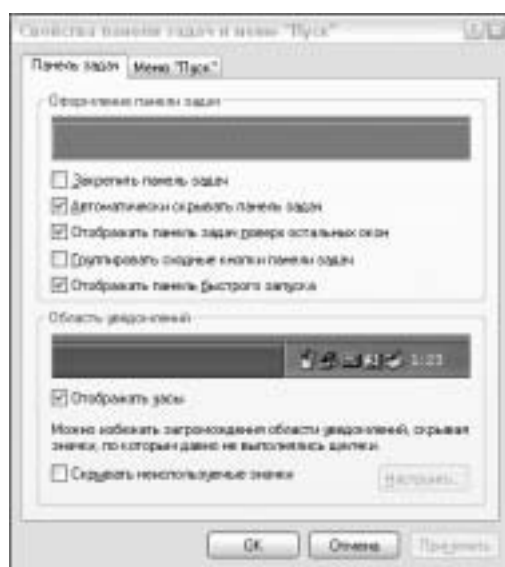 Свойства панели задач и меню "Пуск"
Панель задач
Меню "Пуск"
Оформление панели задач
Закрепить панель задач
Автоматически скрывать панель задач
Отображать панель задач поверх остальных окон
Группировать сходные кнопки панели задач
Отображать панель быстрого запуска
Область уведомлений
1:23
Отображать часы
Можно избежать загромождения области уведомлений, скрывая
значки, по которым давно не выполнялись щелчки.
Скрывать неиспользуемые значки
Настроить...
ОК
Отмена
Применить